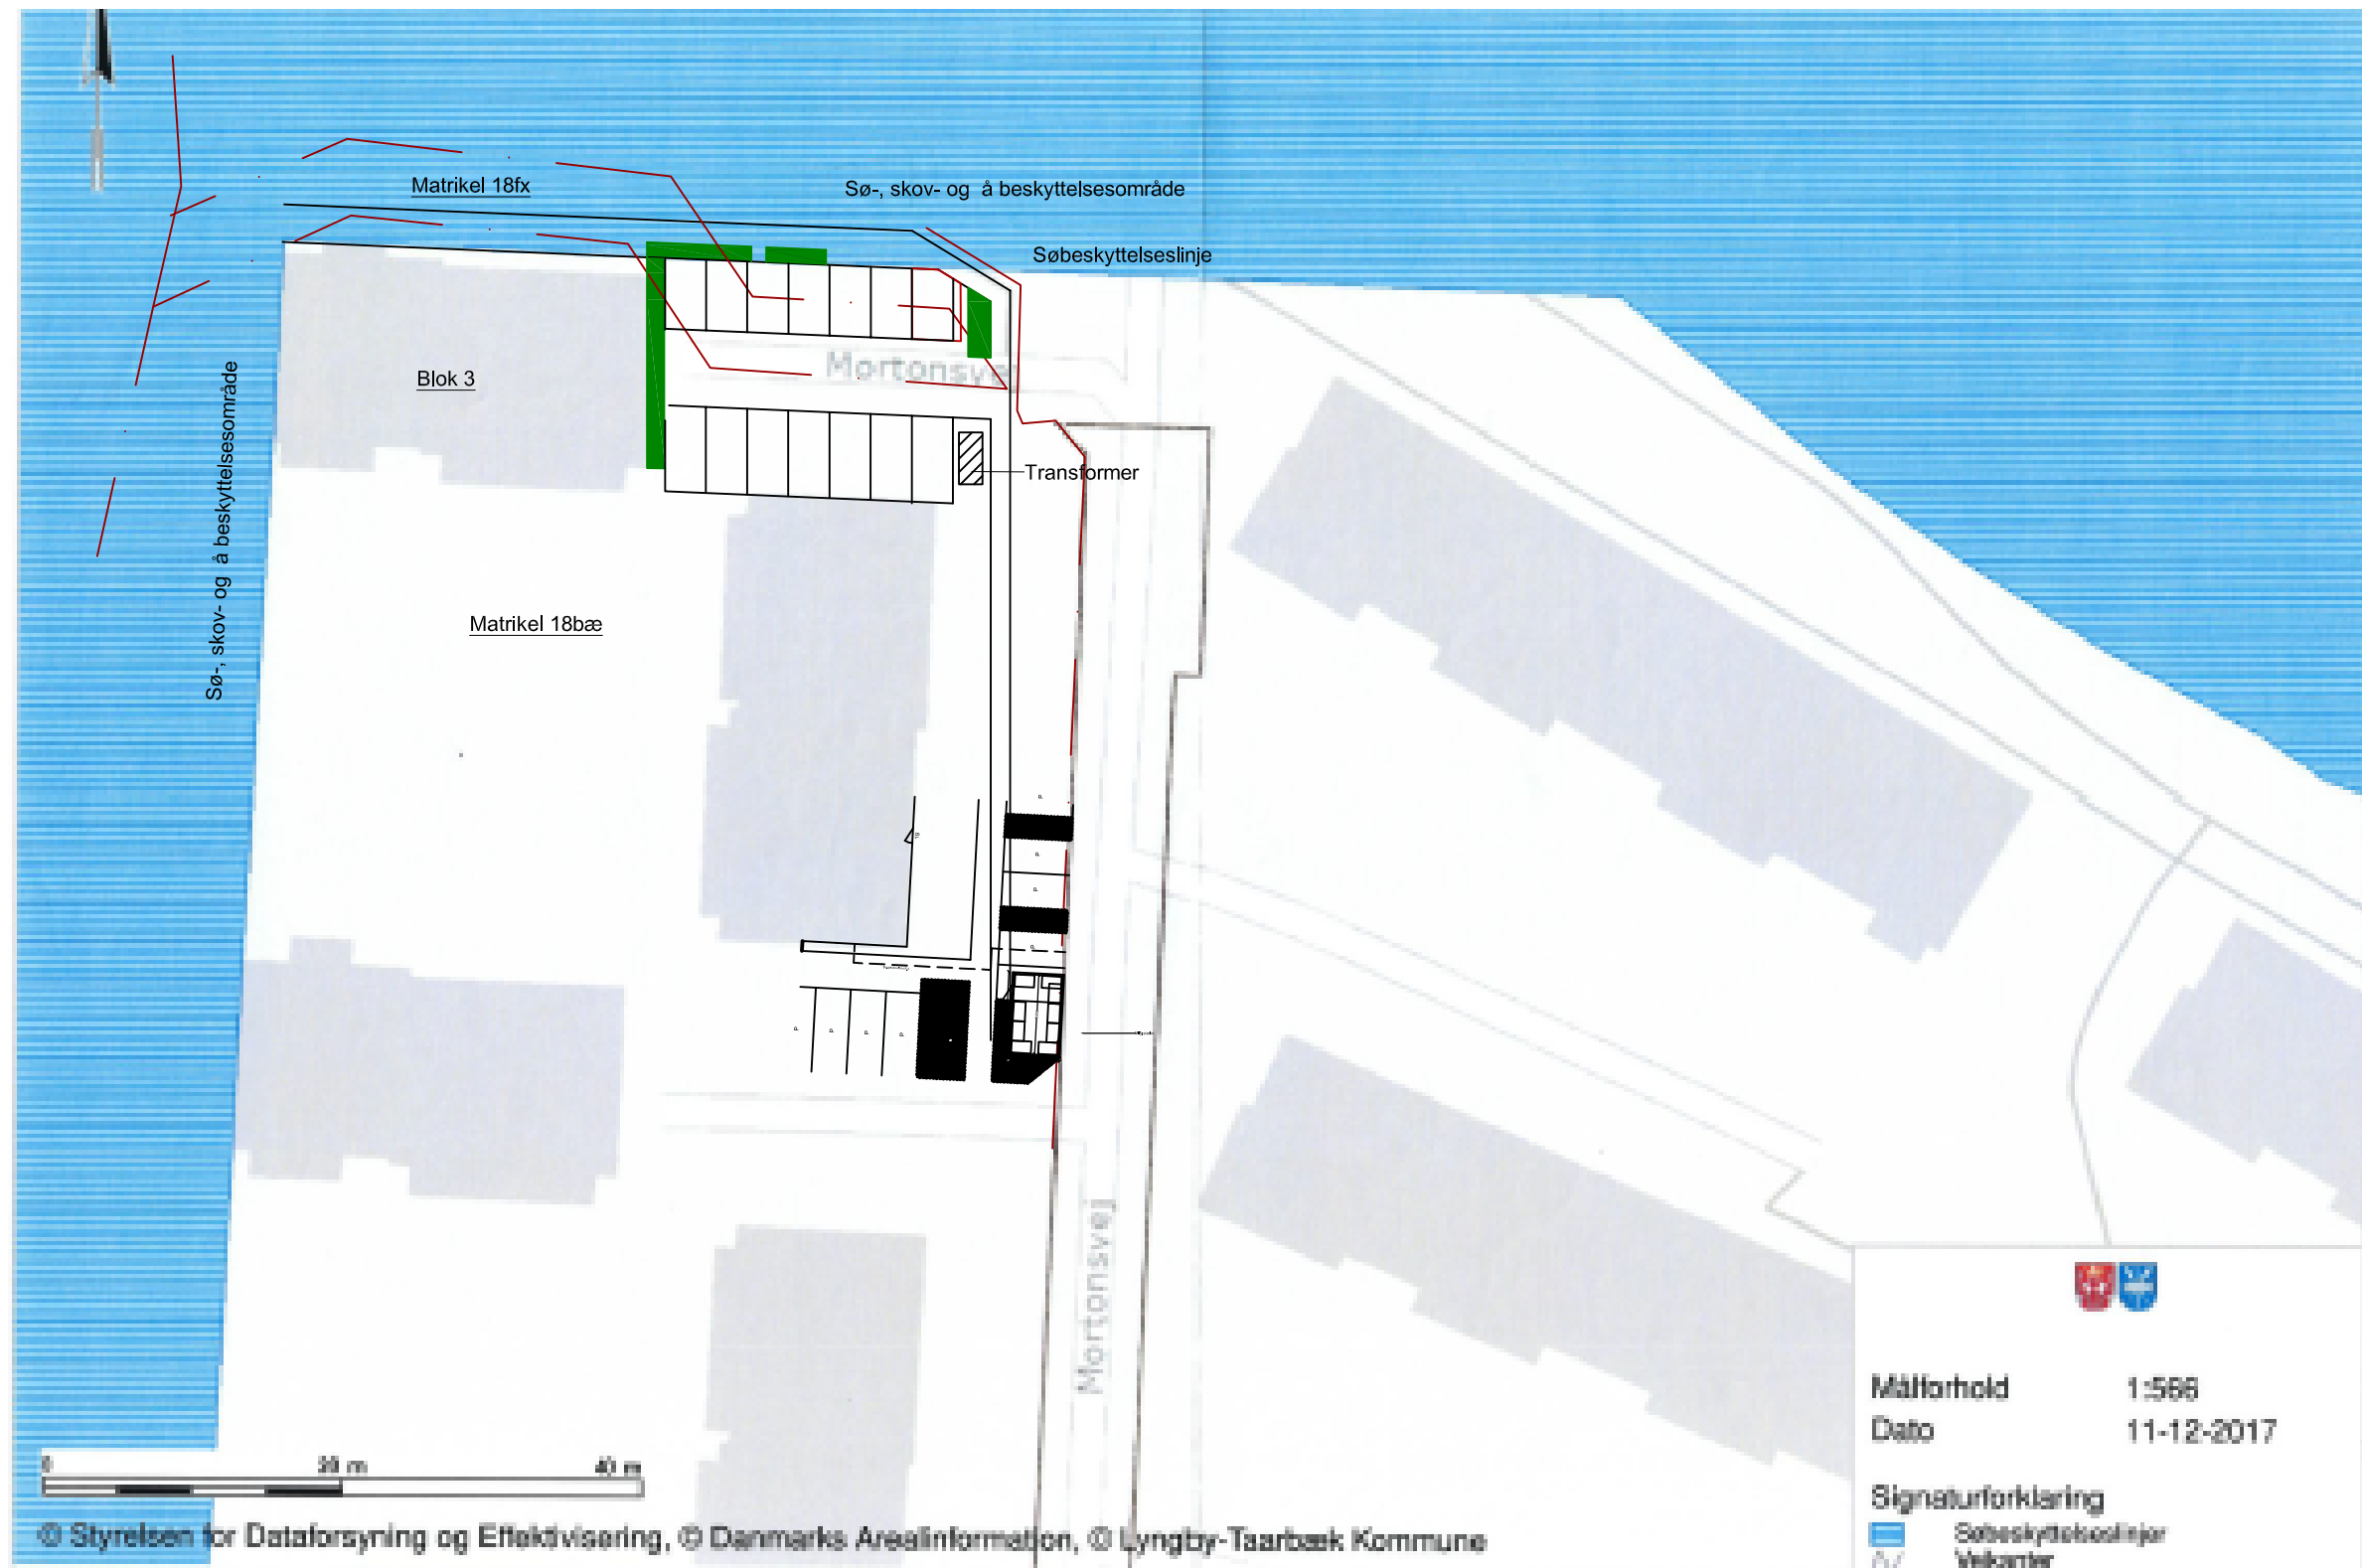 Matrikel 18fx
Sø-, skov- og å beskyttelsesområde
Søbeskyttelseslinje
Mortonsvej
Blok 3
Transformer
Sø-, skov- og å beskyttelsesområde
Matrikel 18bæ
P
19
P
P
P
P
P
P
P
Mortonsvej
Målforhold 1:566
Dato 11-12-2017
Signaturforklaring
Søbeskyttelseslinjer
Vejkanter
0 20 m 40 m
© Styrelsen for Dataforsyning og Effektivisering, © Danmarks Arealinformation, © Lyngby-Taarbæk Kommune